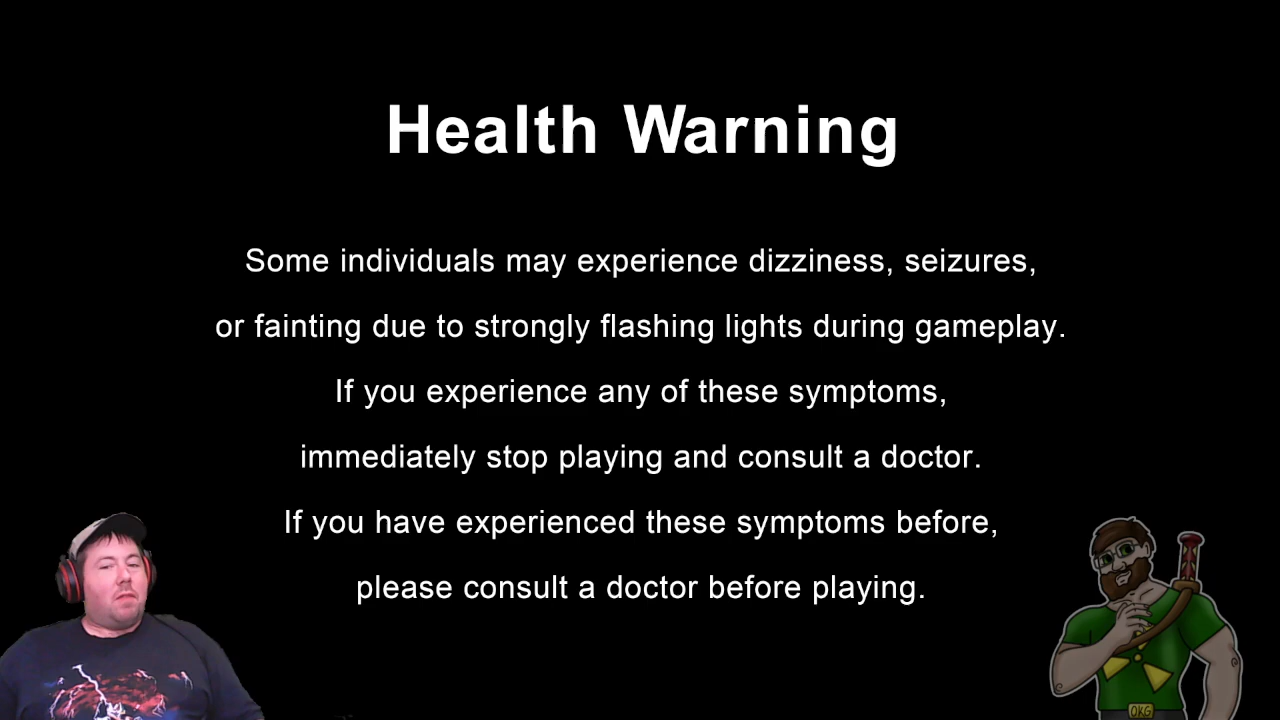 Health Warning
Some individuals may experience dizziness, seizures,
or fainting due to strongly flashing lights during gameplay.
If you experience any of these symptoms,
immediately stop playing and consult a doctor.
If you have experienced these symptoms before,
please consult a doctor before playing.
OKG